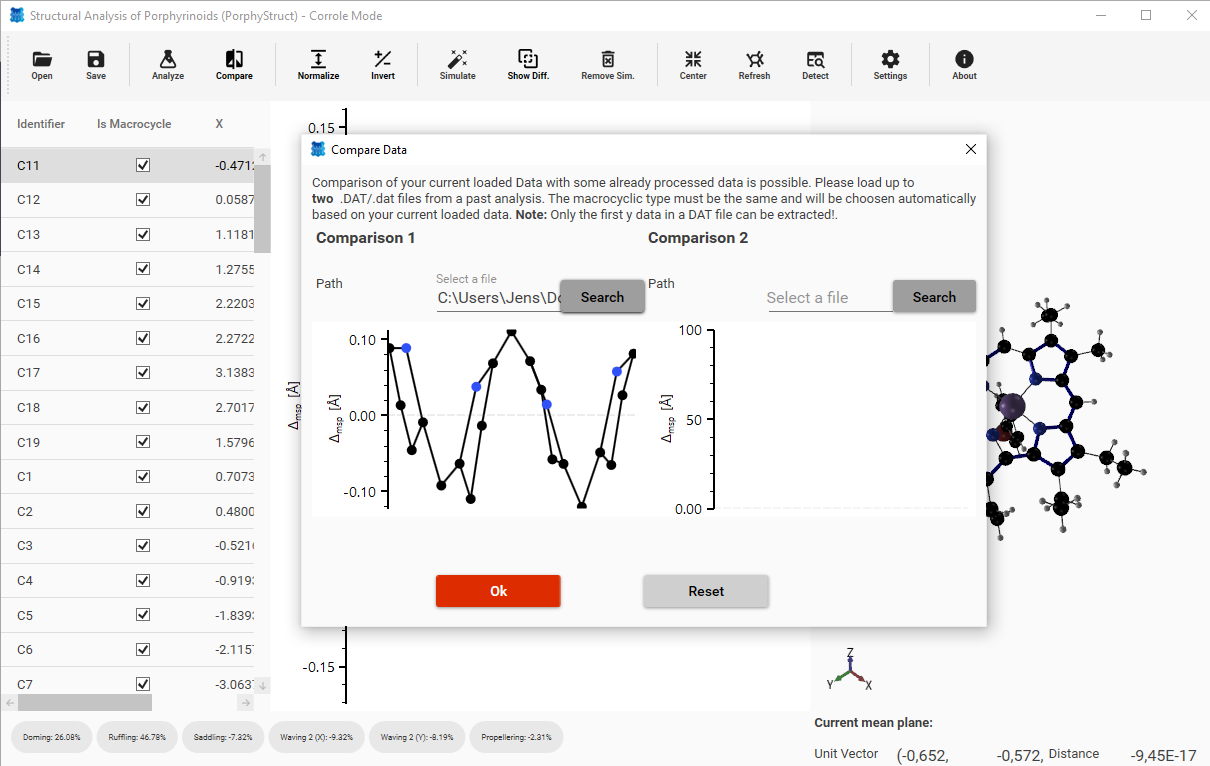 Structural Analysis of Porphyrinoids (PorphyStruct) - Corrole Mode
Open Save Analyze Compare Normalize Invert Simulate Show Diff. Remove Sim. Center Refresh Detect Settings About
Identifier Is Macrocycle X
C11 -0.4712
C12 0.0587
C13 1.1181
C14 1.2755
C15 2.2203
C16 2.2722
C17 3.1383
C18 2.7017
C19 1.5796
C1 0.7073
C2 0.4800
C3 -0.5216
C4 -0.9193
C5 -1.8393
C6 -2.1157
C7 -3.0637
0.15
Compare Data
Comparison of your current loaded Data with some already processed data is possible. Please load up to
two .DAT/.dat files from a past analysis. The macrocyclic type must be the same and will be choosen automatically
based on your current loaded data. Note: Only the first y data in a DAT file can be extracted!.
Comparison 1 Comparison 2
Path Select a file C:\Users\Jens\Do Search
Path Select a file Search
0.10
0.00
-0.10
Δmsp [Å]
Δmsp [Å]
100
50
0.00
Δmsp [Å]
Ok Reset
-0.15
Z
Y X
Doming: 26.08% Ruffling: 46.78% Saddling: -7.32% Waving 2 (X): -9.32% Waving 2 (Y): -8.19% Propellering: -2.31%
Current mean plane:
Unit Vector (-0,652, -0,572, Distance -9,45E-17